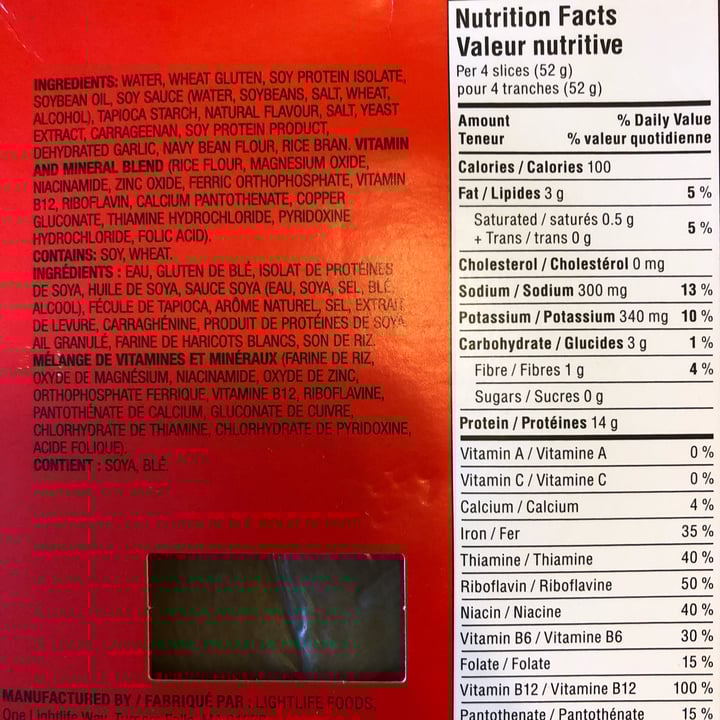 INGREDIENTS: WATER, WHEAT GLUTEN, SOY PROTEIN ISOLATE,
SOYBEAN OIL, SOY SAUCE (WATER, SOYBEANS, SALT, WHEAT,
ALCOHOL), TAPIOCA STARCH, NATURAL FLAVOUR, SALT, YEAST
EXTRACT, CARRAGEENAN, SOY PROTEIN PRODUCT,
DEHYDRATED GARLIC, NAVY BEAN FLOUR, RICE BRAN. VITAMIN
AND MINERAL BLEND (RICE FLOUR, MAGNESIUM OXIDE,
NIACINAMIDE, ZINC OXIDE, FERRIC ORTHOPHOSPHATE, VITAMIN
B12, RIBOFLAVIN, CALCIUM PANTOTHENATE, COPPER
GLUCONATE, THIAMINE HYDROCHLORIDE, PYRIDOXINE
HYDROCHLORIDE, FOLIC ACID).
CONTAINS: SOY, WHEAT.
INGRÉDIENTS : EAU, GLUTEN DE BLÉ, ISOLAT DE PROTÉINES
DE SOYA, HUILE DE SOYA, SAUCE SOYA (EAU, SOYA, SEL, BLÉ,
ALCOOL), FÉCULE DE TAPIOCA, ARÔME NATUREL, SEL, EXTRAIT
DE LEVURE, CARRAGHÉNINE, PRODUIT DE PROTÉINES DE SOYA,
AIL GRANULÉ, FARINE DE HARICOTS BLANCS, SON DE RIZ.
MÉLANGE DE VITAMINES ET MINÉRAUX (FARINE DE RIZ,
OXYDE DE MAGNÉSIUM, NIACINAMIDE, OXYDE DE ZINC,
ORTHOPHOSPHATE FERRIQUE, VITAMINE B12, RIBOFLAVINE,
PANTOTHÉNATE DE CALCIUM, GLUCONATE DE CUIVRE,
CHLORHYDRATE DE THIAMINE, CHLORHYDRATE DE PYRIDOXINE,
ACIDE FOLIQUE).
CONTIENT : SOYA, BLÉ.
MANUFACTURED BY / FABRIQUÉ PAR : LIGHTLIFE FOODS,
One Lightlife Way, Turners Falls, MA
Nutrition Facts
Valeur nutritive
Per 4 slices (52 g)
pour 4 tranches (52 g)
Amount % Daily Value
Teneur % valeur quotidienne
Calories / Calories 100
Fat / Lipides 3 g 5 %
Saturated / saturés 0.5 g
+ Trans / trans 0 g 5 %
Cholesterol / Cholestérol 0 mg
Sodium / Sodium 300 mg 13 %
Potassium / Potassium 340 mg 10 %
Carbohydrate / Glucides 3 g 1 %
Fibre / Fibres 1 g 4 %
Sugars / Sucres 0 g
Protein / Protéines 14 g
Vitamin A / Vitamine A 0 %
Vitamin C / Vitamine C 0 %
Calcium / Calcium 4 %
Iron / Fer 35 %
Thiamine / Thiamine 40 %
Riboflavin / Riboflavine 50 %
Niacin / Niacine 40 %
Vitamin B6 / Vitamine B6 30 %
Folate / Folate 15 %
Vitamin B12 / Vitamine B12 100 %
Pantothenate / Pantothénate 15 %